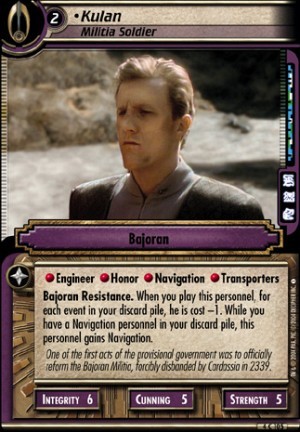 2
•Kulan
Militia Soldier
Bajoran
Engineer Honor Navigation Transporters
Bajoran Resistance. When you play this personnel, for
each event in your discard pile, he is cost –1. While you
have a Navigation personnel in your discard pile, this
personnel gains Navigation.
One of the first acts of the provisional government was to officially
reform the Bajoran Militia, forcibly disbanded by Cardassia in 2339.
INTEGRITY 6 CUNNING 5 STRENGTH 5
4 C 165